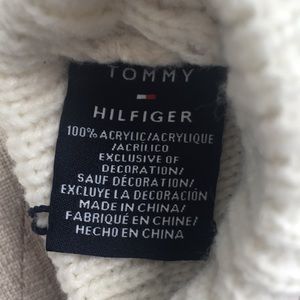 TOMMY
HILFIGER
100% ACRYLIC/ACRYLIQUE
/ACRÍLICO
EXCLUSIVE OF
DECORATION/
SAUF DÉCORATION/
EXCLUYE LA DECORACIÓN
MADE IN CHINA/
FABRIQUÉ EN CHINE/
HECHO EN CHINA